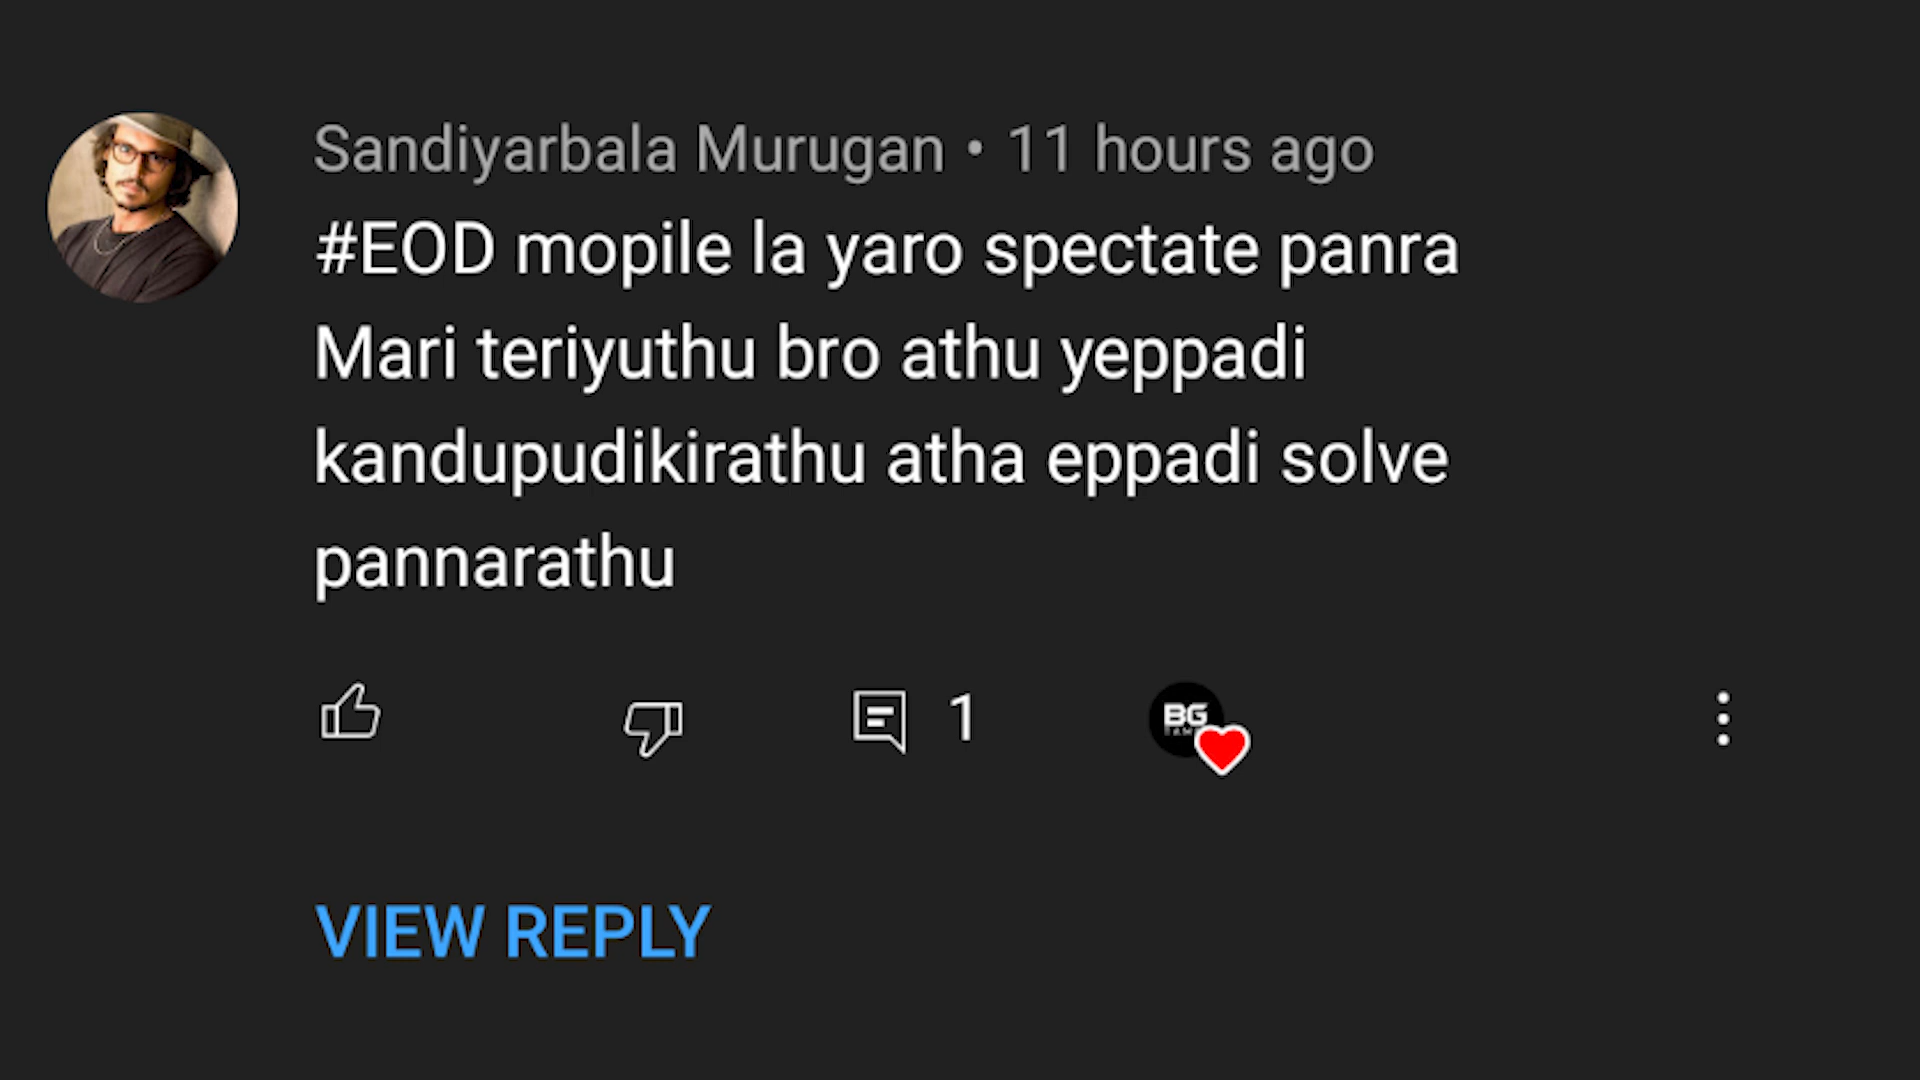 Sandiyarbala Murugan • 11 hours ago
#EOD mopile la yaro spectate panra
Mari teriyuthu bro athu yeppadi
kandupudikirathu atha eppadi solve
pannarathu
1
BG
VIEW REPLY